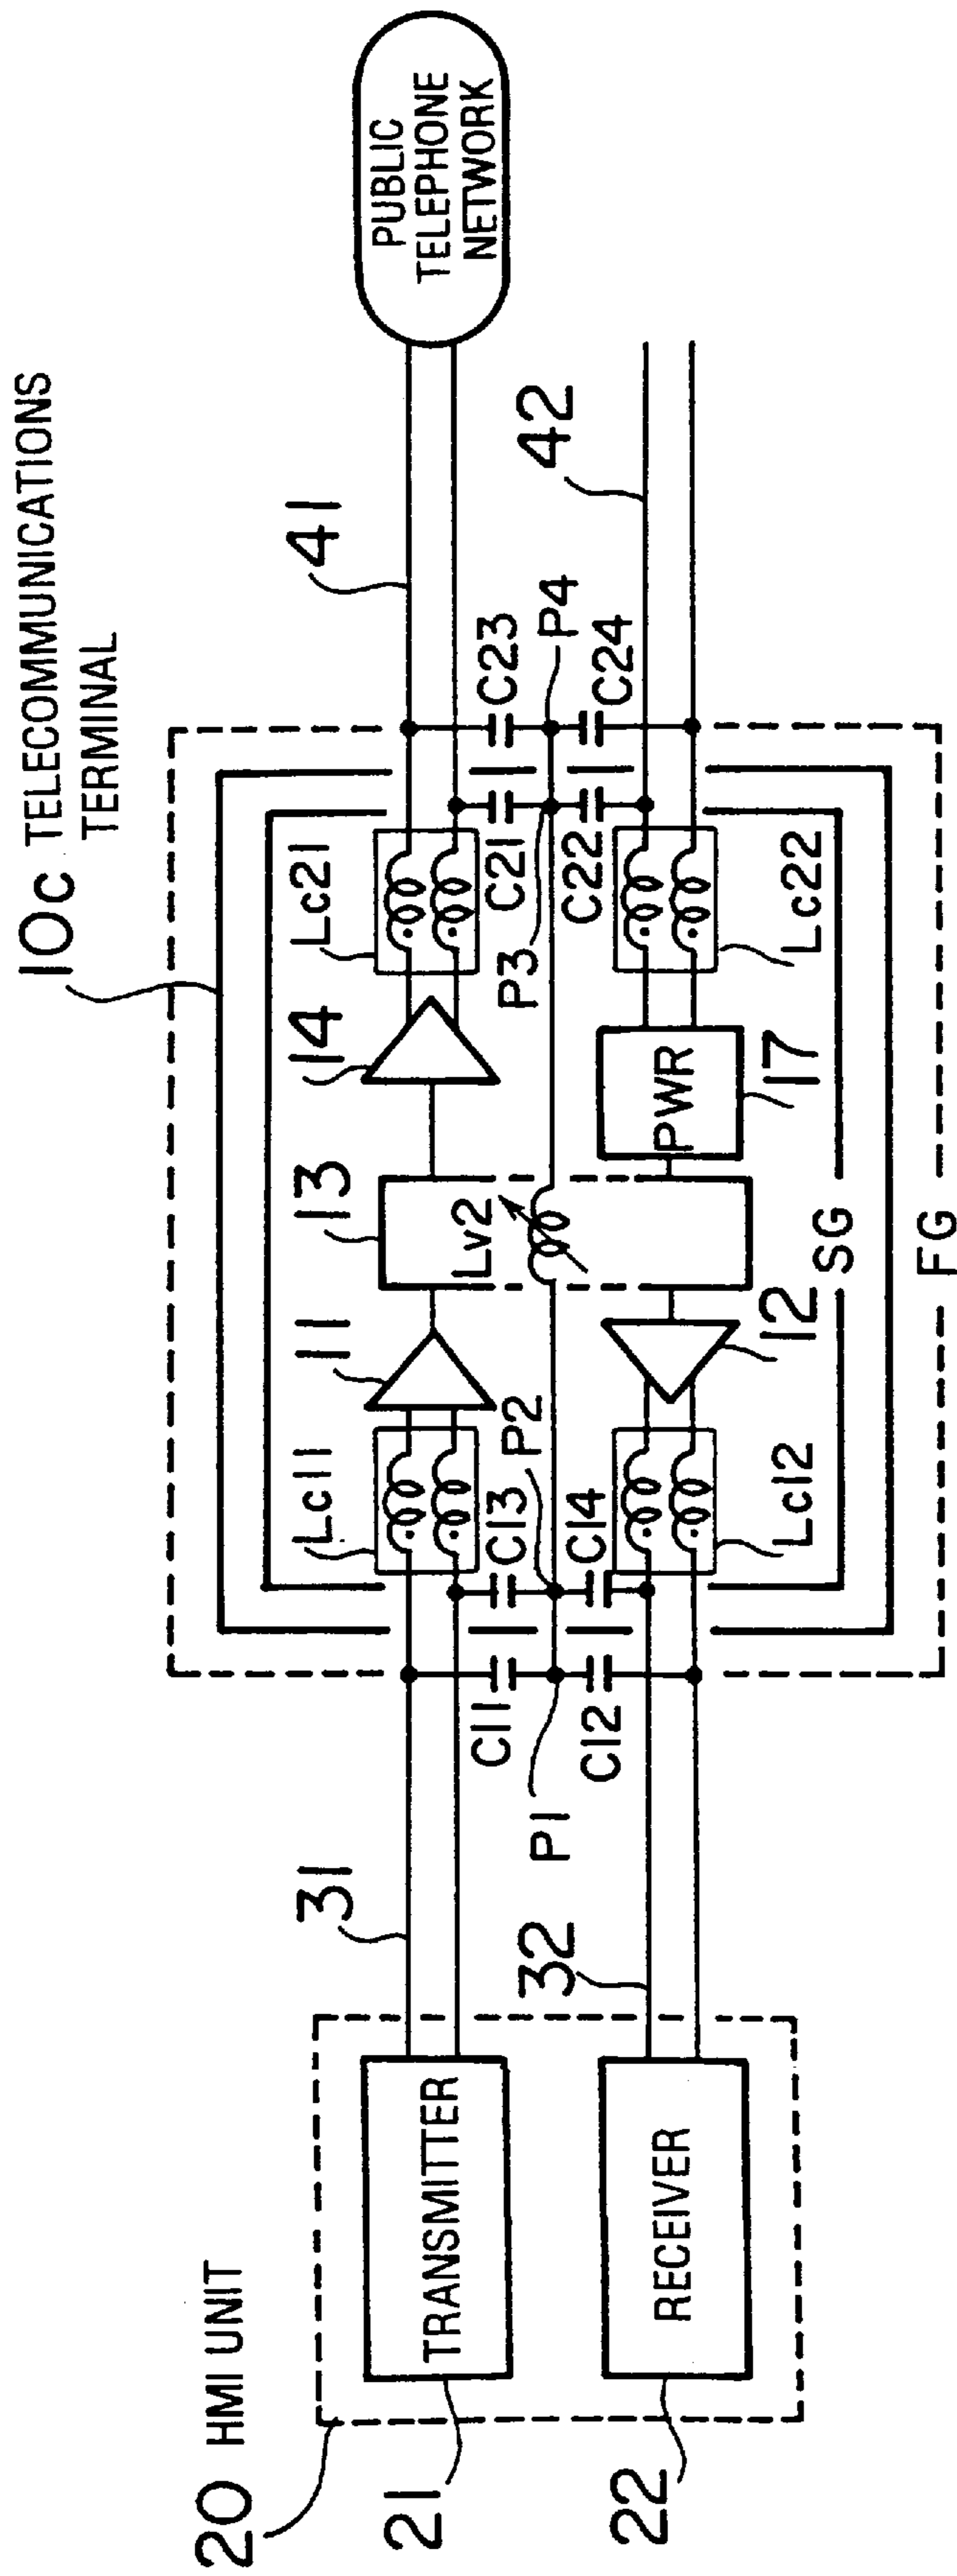 10c TELECOMMUNICATIONS
TERMINAL
20 HMI UNIT
21
22
TRANSMITTER
RECEIVER
31
32
Lc11
11
13
14
Lc21
41
PUBLIC
TELEPHONE
NETWORK
C11
C13
P2
Lv2
P3
C21
C23
P4
42
P1
C12
C14
Lc12
12
PWR
17
C22
C24
Lc22
SG
FG